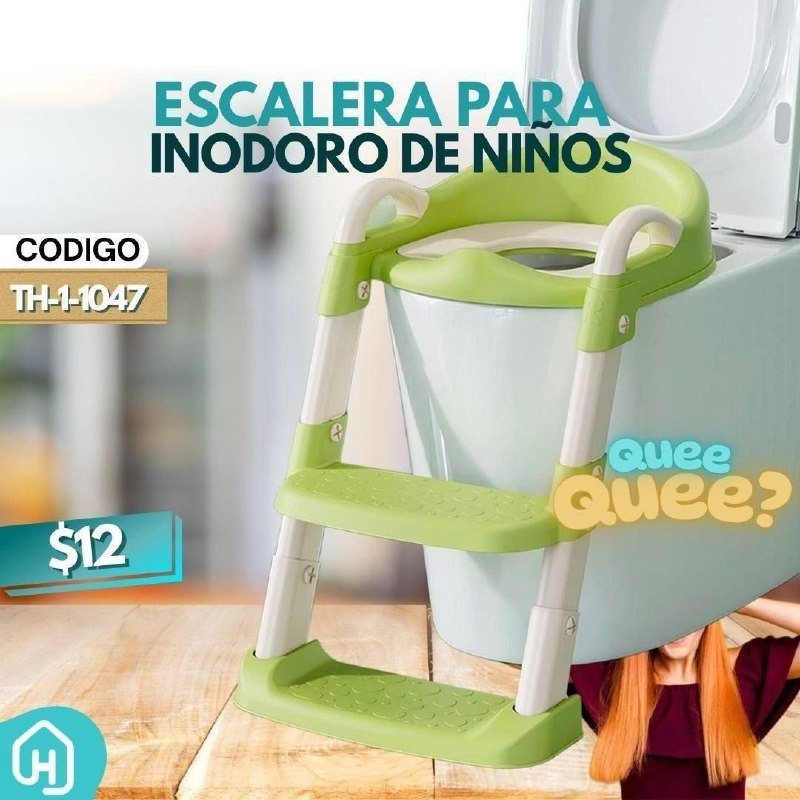 ESCALERA PARA
INODORO DE NIÑOS
CODIGO
TH-1-1047
QUEE
QUEE?
$12